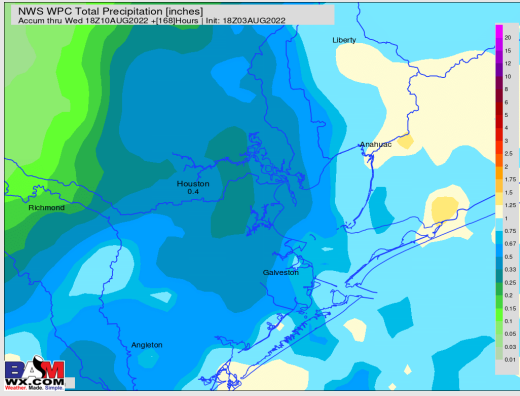 NWS WPC Total Precipitation [inches]
Accum thru Wed 18Z10AUG2022 +[168]Hours | Init: 18Z03AUG2022
Liberty
Anahuac
Houston
0.4
Richmond
Galveston
Angleton
20
15
12
10
8
6
5
4
3
2.5
2
1.75
1.5
1.25
1
0.75
0.67
0.5
0.33
0.25
0.2
0.15
0.1
0.05
0.03
0.01
BAM
WX.COM
Weather. Made. Simple.